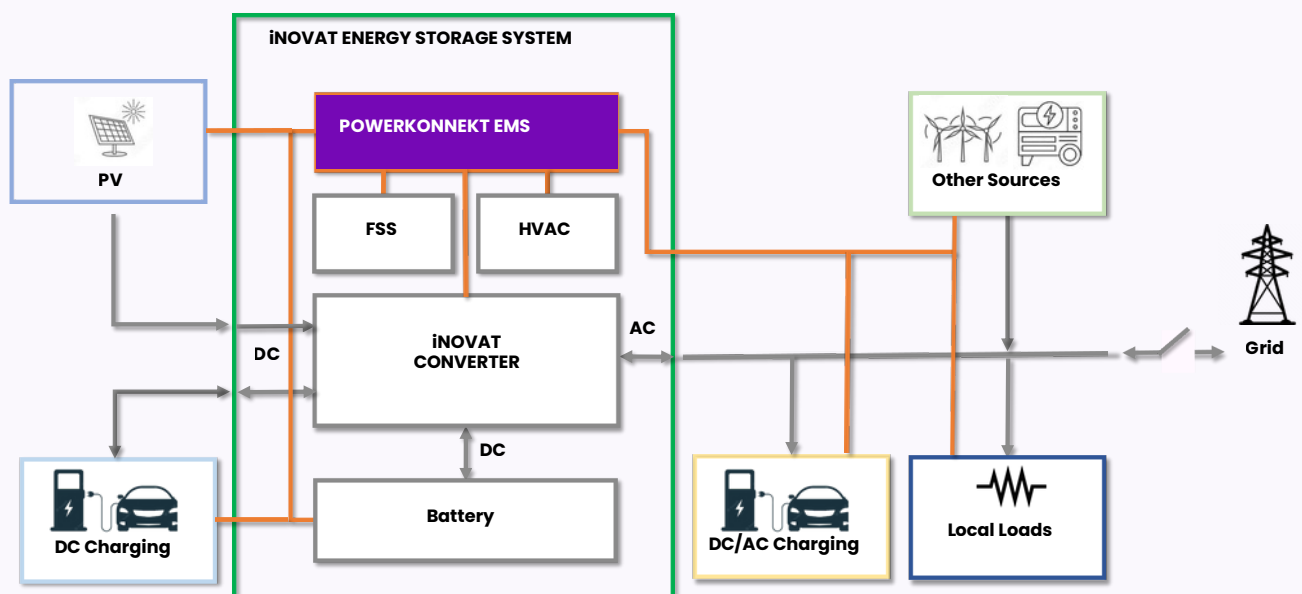 iNOVAT ENERGY STORAGE SYSTEM
POWERKONNEKT EMS
PV
Other Sources
FSS
HVAC
AC
iNOVAT
CONVERTER
DC
Grid
DC
Battery
DC Charging
DC/AC Charging
Local Loads